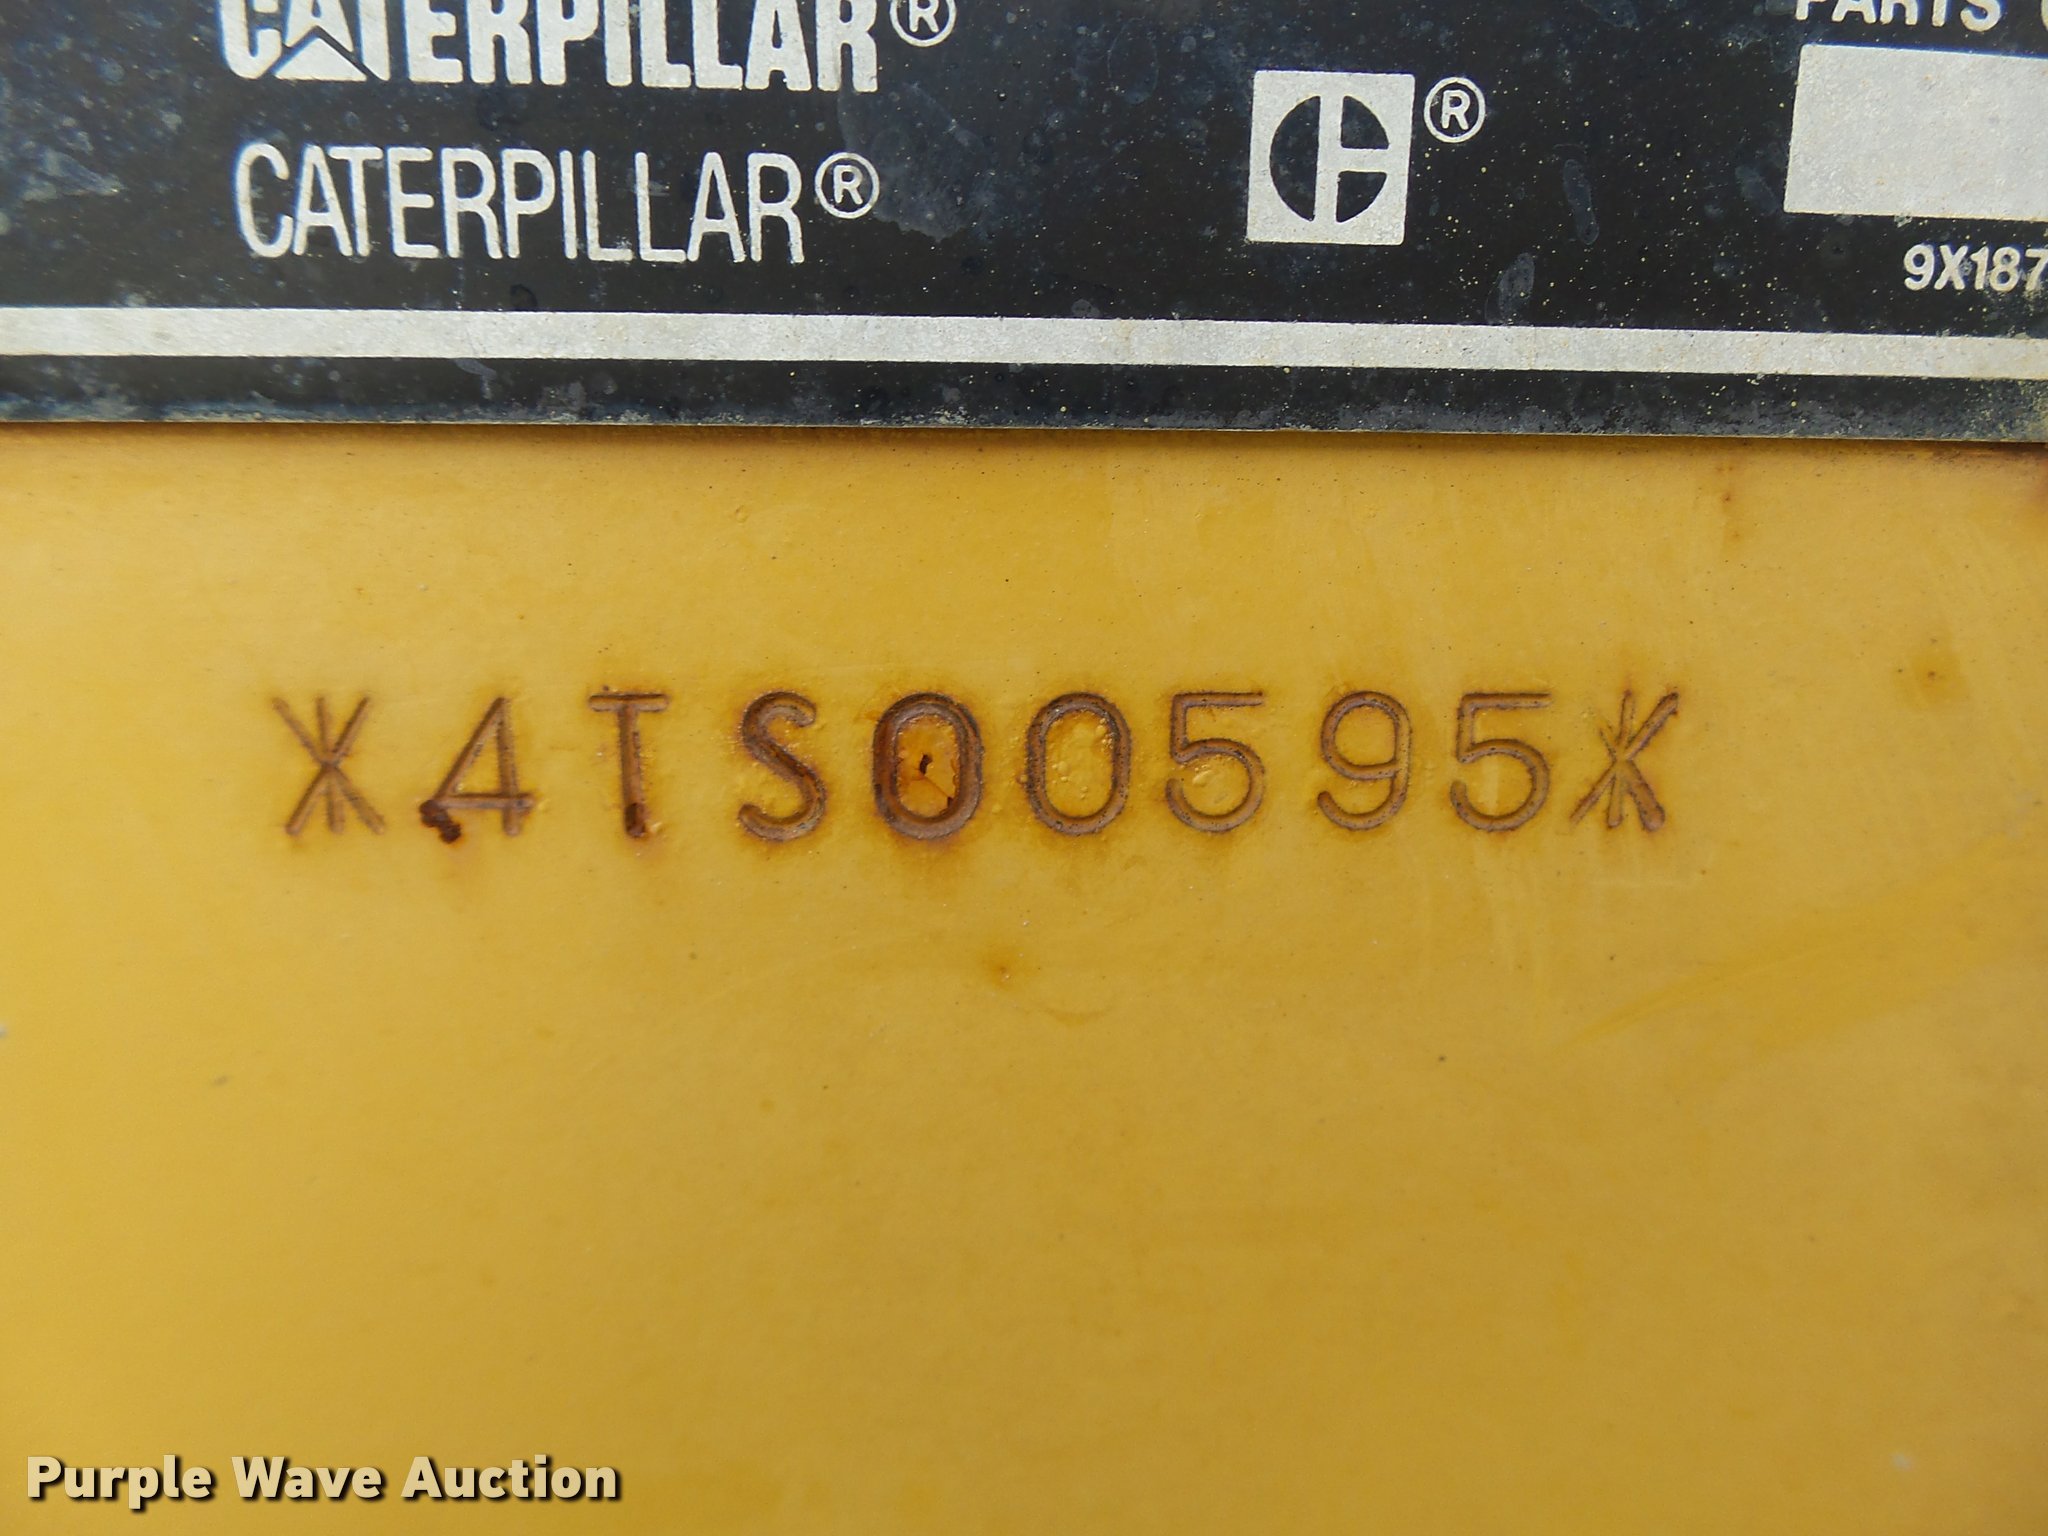 CATERPILLAR®
PARTS
CATERPILLAR®
®
9X187
*4TS00595*
Purple Wave Auction